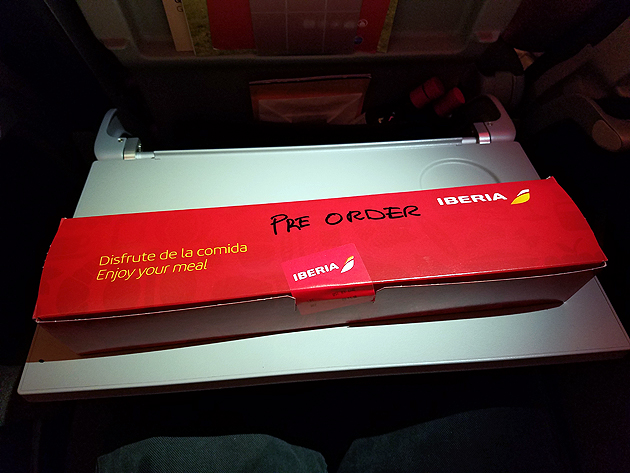 PRE ORDER
IBERIA
Disfrute de la comida
Enjoy your meal
IBERIA